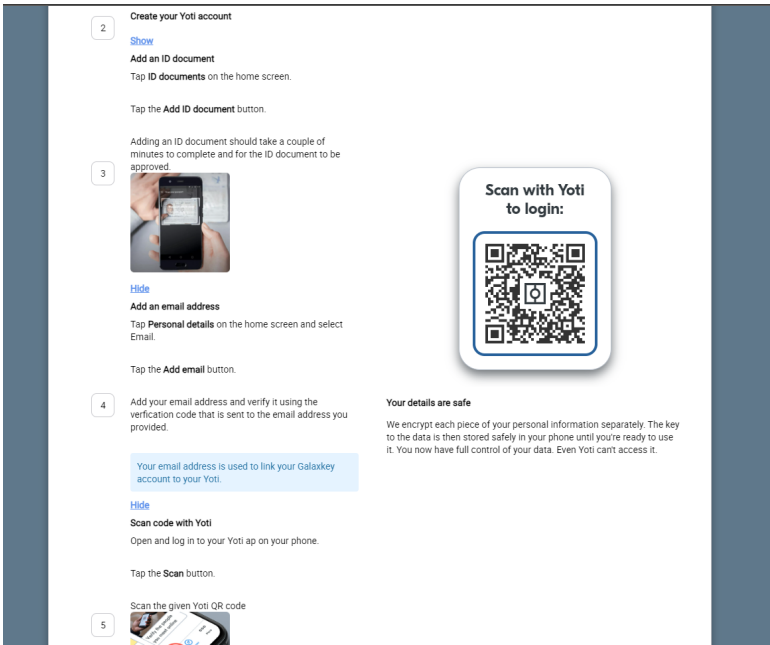 2
Create your Yoti account
Show
Add an ID document
Tap ID documents on the home screen.
Tap the Add ID document button.
3
Adding an ID document should take a couple of
minutes to complete and for the ID document to be
approved.
Hide
Add an email address
Tap Personal details on the home screen and select
Email.
Tap the Add email button.
4
Add your email address and verify it using the
verfication code that is sent to the email address you
provided.
Your email address is used to link your Galaxkey
account to your Yoti.
Hide
Scan code with Yoti
Open and log in to your Yoti ap on your phone.
Tap the Scan button.
Scan the given Yoti QR code
5
Scan with Yoti
to login:
Your details are safe
We encrypt each piece of your personal information separately. The key
to the data is then stored safely in your phone until you're ready to use
it. You now have full control of your data. Even Yoti can't access it.